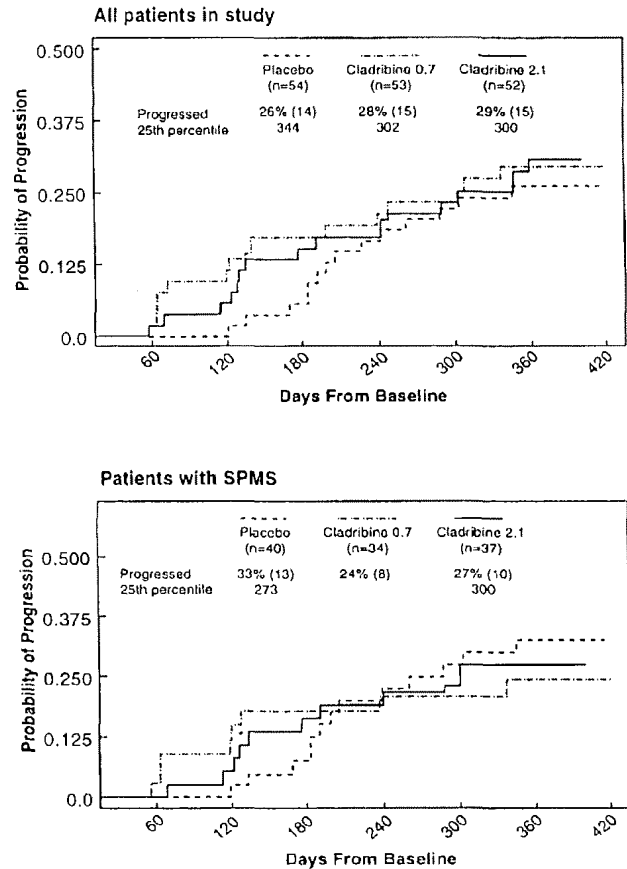 All patients in study
0.500
0.375
0.250
0.125
0.0
Probability of Progression
Placebo Cladribine 0.7 Cladribine 2.1
(n=54) (n=53) (n=52)
Progressed 26% (14) 28% (15) 29% (15)
25th percentile 344 302 300
60 120 180 240 300 360 420
Days From Baseline
Patients with SPMS
0.500
0.375
0.250
0.125
0.0
Probability of Progression
Placebo Cladribine 0.7 Cladribine 2.1
(n=40) (n=34) (n=37)
Progressed 33% (13) 24% (8) 27% (10)
25th percentile 273 300
60 120 180 240 300 360 420
Days From Baseline